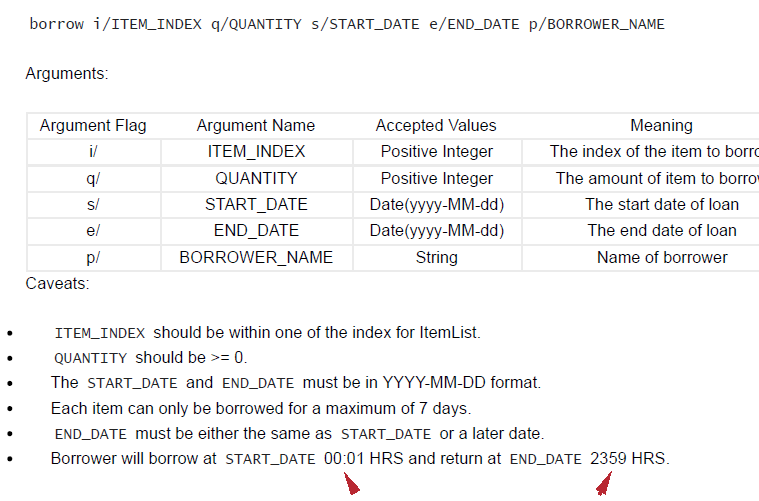 borrow i/ITEM_INDEX q/QUANTITY s/START_DATE e/END_DATE p/BORROWER_NAME
Arguments:
Argument Flag Argument Name Accepted Values Meaning
i/ ITEM_INDEX Positive Integer The index of the item to borro
q/ QUANTITY Positive Integer The amount of item to borro
s/ START_DATE Date(yyyy-MM-dd) The start date of loan
e/ END_DATE Date(yyyy-MM-dd) The end date of loan
p/ BORROWER_NAME String Name of borrower
Caveats:
• ITEM_INDEX should be within one of the index for ItemList.
• QUANTITY should be >= 0.
• The START_DATE and END_DATE must be in YYYY-MM-DD format.
• Each item can only be borrowed for a maximum of 7 days.
• END_DATE must be either the same as START_DATE or a later date.
• Borrower will borrow at START_DATE 00:01 HRS and return at END_DATE 2359 HRS.